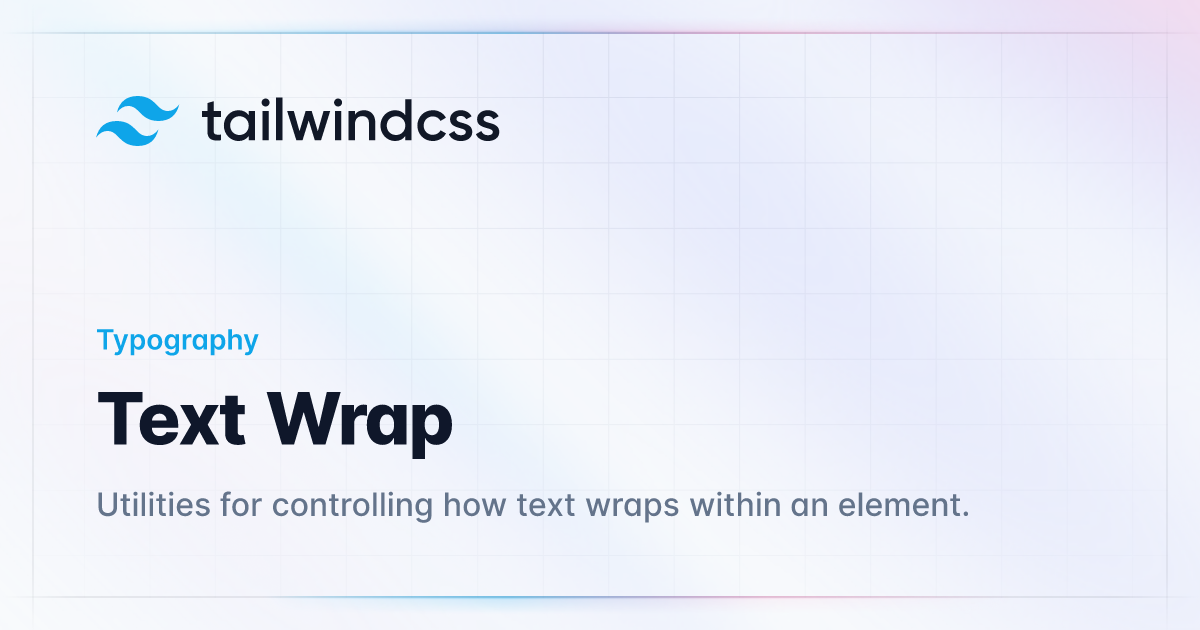 tailwindcss
Typography
Text Wrap
Utilities for controlling how text wraps within an element.